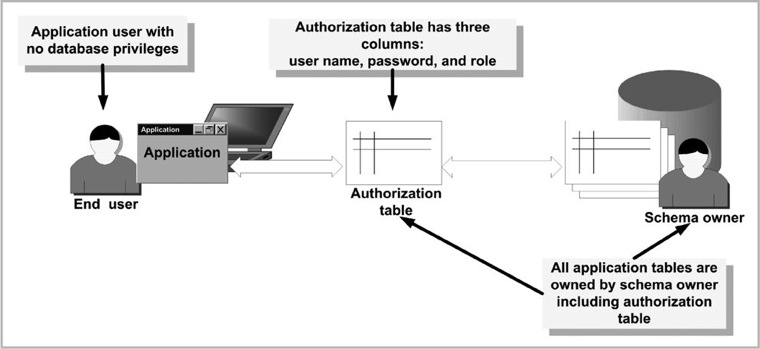 Application user with
no database privileges
Authorization table has three
columns:
user name, password, and role
Application
Application
End user
Authorization
table
Schema owner
All application tables are
owned by schema owner
including authorization
table